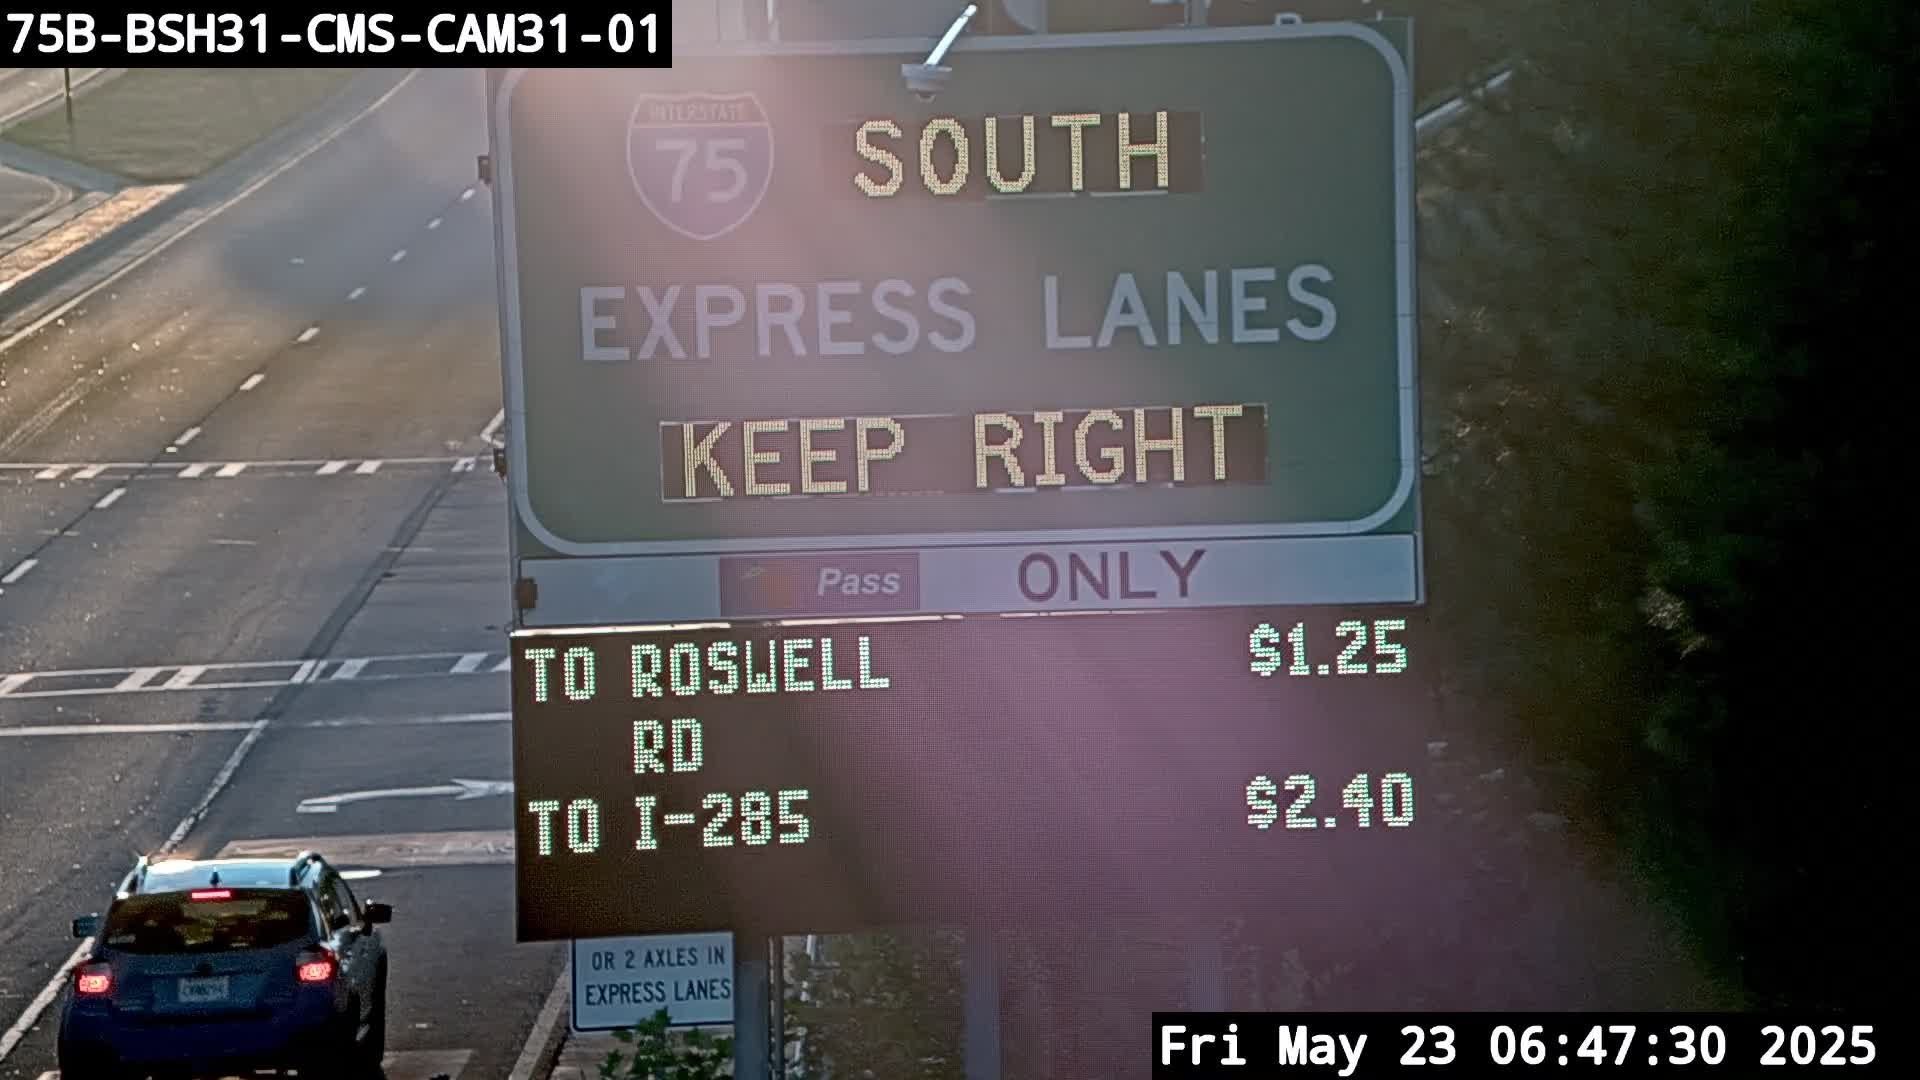 75B-BSH31-CMS-CAM31-01
INTERSTATE
75
SOUTH
EXPRESS LANES
KEEP RIGHT
Pass
ONLY
TO ROSWELL $1.25
RD
TO I-285 $2.40
OR 2 AXLES IN
EXPRESS LANES
Fri May 23 06:47:30 2025